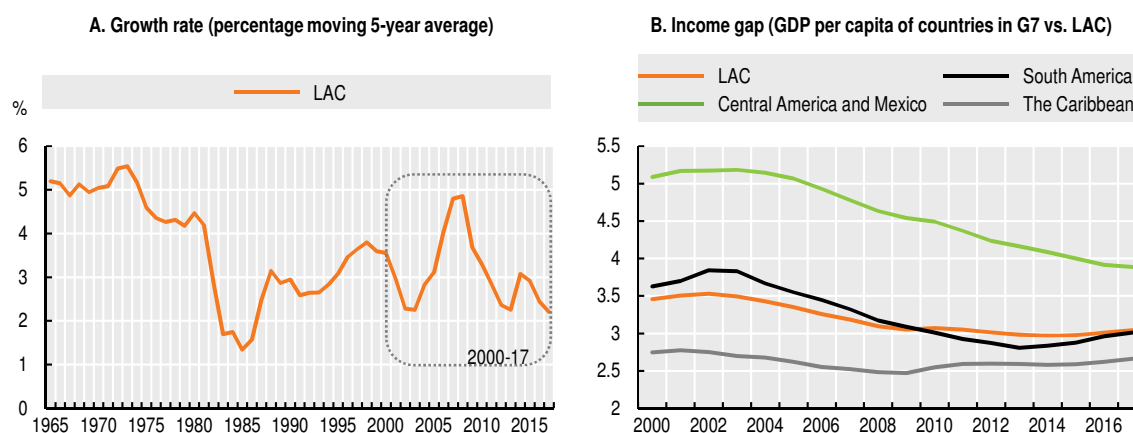 A. Growth rate (percentage moving 5-year average)
LAC
%
6
5
4
3
2
1
0
2000-17
1965 1970 1975 1980 1985 1990 1995 2000 2005 2010 2015
B. Income gap (GDP per capita of countries in G7 vs. LAC)
LAC South America
Central America and Mexico The Caribbean
5.5
5
4.5
4
3.5
3
2.5
2
2000 2002 2004 2006 2008 2010 2012 2014 2016